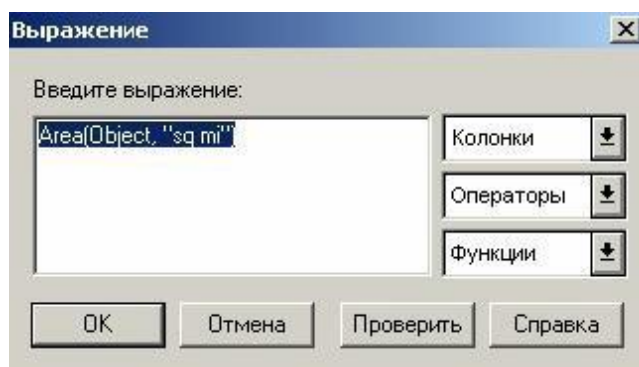 Выражение
Введите выражение:
Area(Object, "sq mi")
Колонки
Операторы
Функции
OK Отмена Проверить Справка